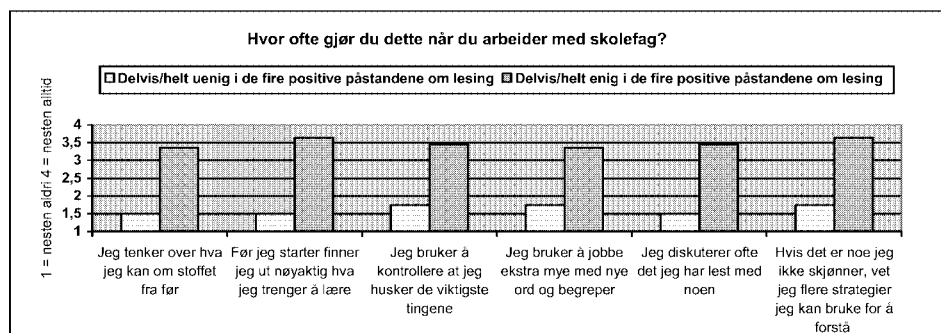 Hvor ofte gjør du dette når du arbeider med skolefag?
Delvis/helt uenig i de fire positive påstandene om lesing
Delvis/helt enig i de fire positive påstandene om lesing
1 = nesten aldri 4 = nesten alltid
4
3,5
3
2,5
2
1,5
1
Jeg tenker over hva
jeg kan om stoffet
fra før
Før jeg starter finner
jeg ut nøyaktig hva
jeg trenger å lære
Jeg bruker å
kontrollere at jeg
husker de viktigste
tingene
Jeg bruker å jobbe
ekstra mye med nye
ord og begreper
Jeg diskuterer ofte
det jeg har lest med
noen
Hvis det er noe jeg
ikke skjønner, vet
jeg flere strategier
jeg kan bruke for å
forstå